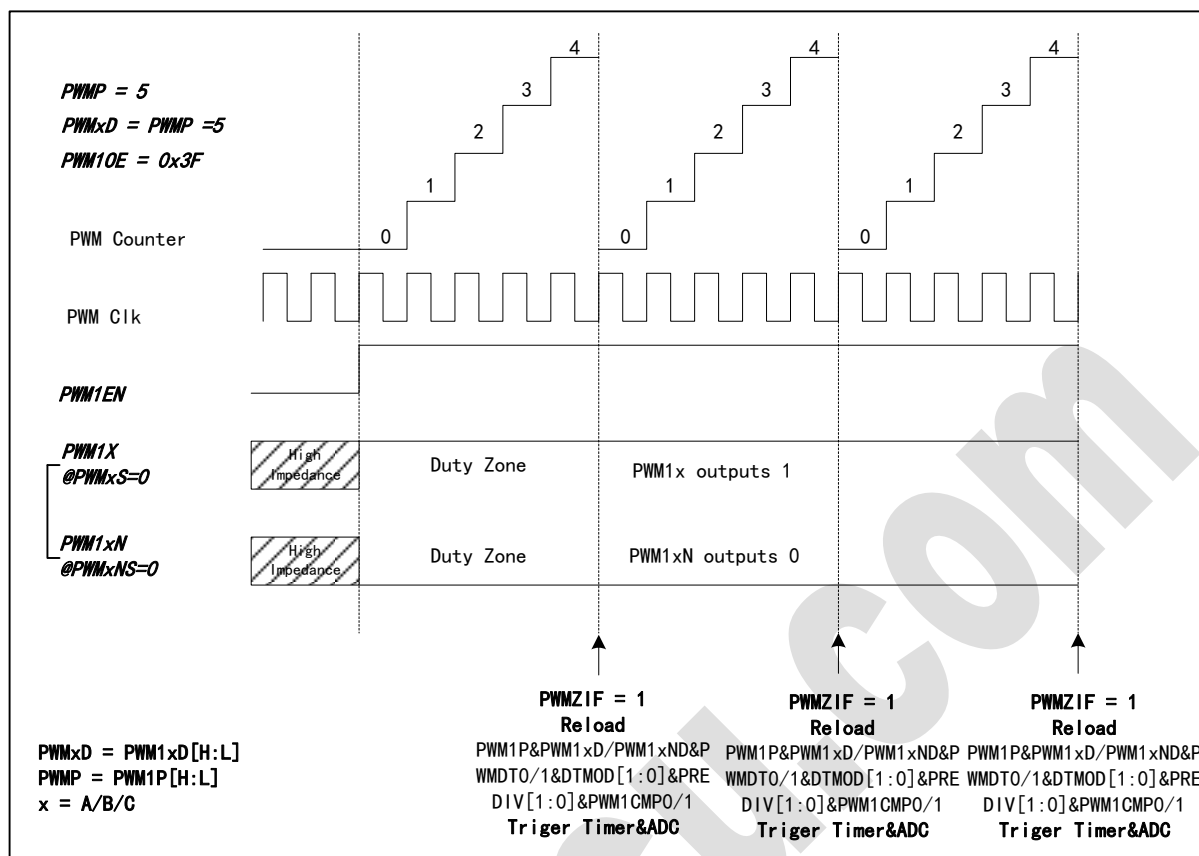 4 4 4
PWMP = 5
3 3 3
PWMxD = PWMP =5
2 2 2
PWM1OE = 0x3F
1 1 1
PWM Counter
0 0 0
PWM Clk
PWM1EN
PWM1X
@PWMxS=0
High
Impedance
Duty Zone
PWM1x outputs 1
PWM1xN
@PWMxNS=0
High
Impedance
Duty Zone
PWM1xN outputs 0
PWMZIF = 1
Reload
PWM1P&PWM1xD/PWM1xND&P
WMDT0/1&DTMOD[1:0]&PRE
DIV[1:0]&PWM1CMP0/1
Triger Timer&ADC
PWMZIF = 1
Reload
PWM1P&PWM1xD/PWM1xND&P
WMDT0/1&DTMOD[1:0]&PRE
DIV[1:0]&PWM1CMP0/1
Triger Timer&ADC
PWMZIF = 1
Reload
PWM1P&PWM1xD/PWM1xND&P
WMDT0/1&DTMOD[1:0]&PRE
DIV[1:0]&PWM1CMP0/1
Triger Timer&ADC
PWMxD = PWM1xD[H:L]
PWMP = PWM1P[H:L]
x = A/B/C